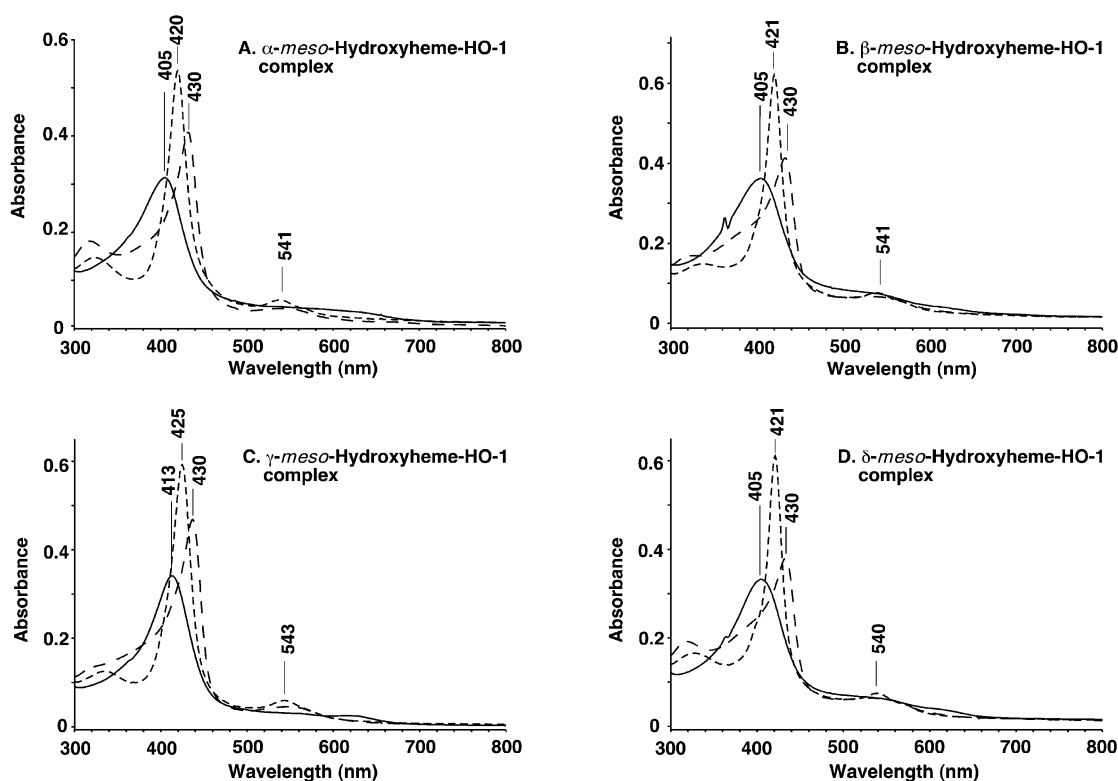 A. α-meso-Hydroxyheme-HO-1
complex
405
420
430
541
0.6
0.4
0.2
0
Absorbance
300 400 500 600 700 800
Wavelength (nm)
B. β-meso-Hydroxyheme-HO-1
complex
405
421
430
541
0.6
0.4
0.2
0
Absorbance
300 400 500 600 700 800
Wavelength (nm)
C. γ-meso-Hydroxyheme-HO-1
complex
413
425
430
543
0.6
0.4
0.2
0
Absorbance
300 400 500 600 700 800
Wavelength (nm)
D. δ-meso-Hydroxyheme-HO-1
complex
405
421
430
540
0.6
0.4
0.2
0
Absorbance
300 400 500 600 700 800
Wavelength (nm)